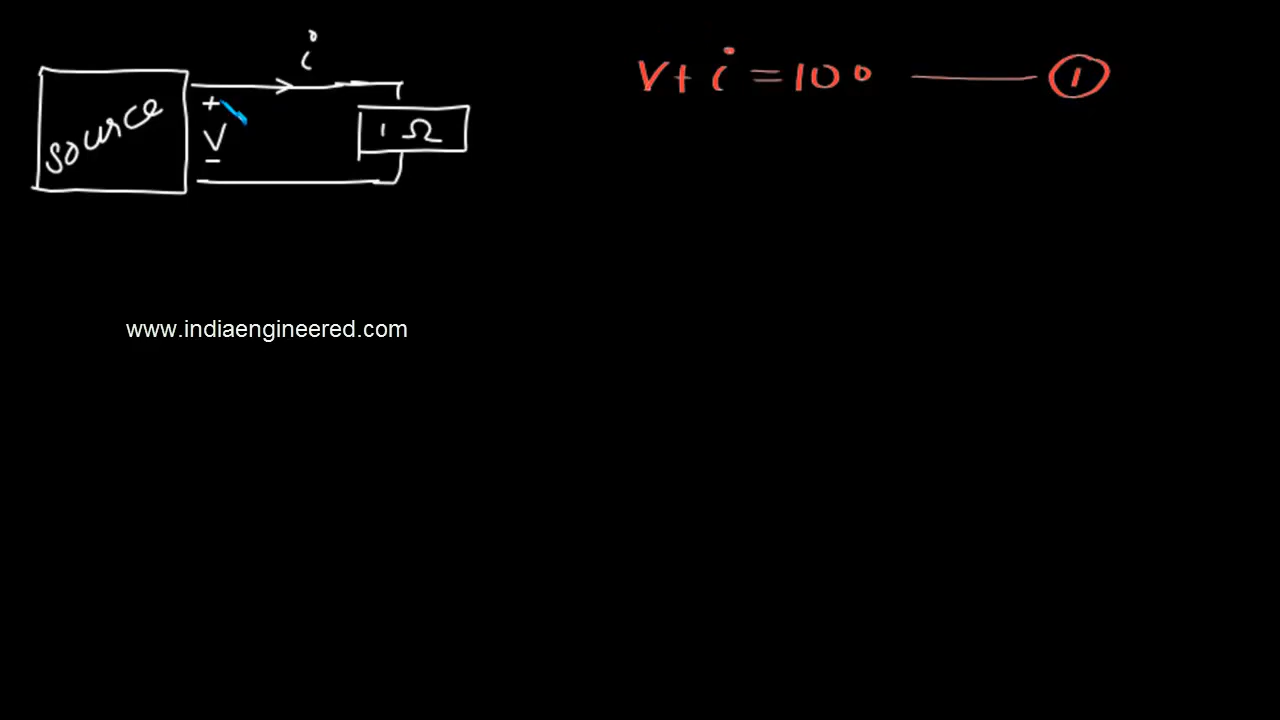 i
V + i = 100 ——— ①
source
+
V
−
1 Ω
www.indiaengineered.com